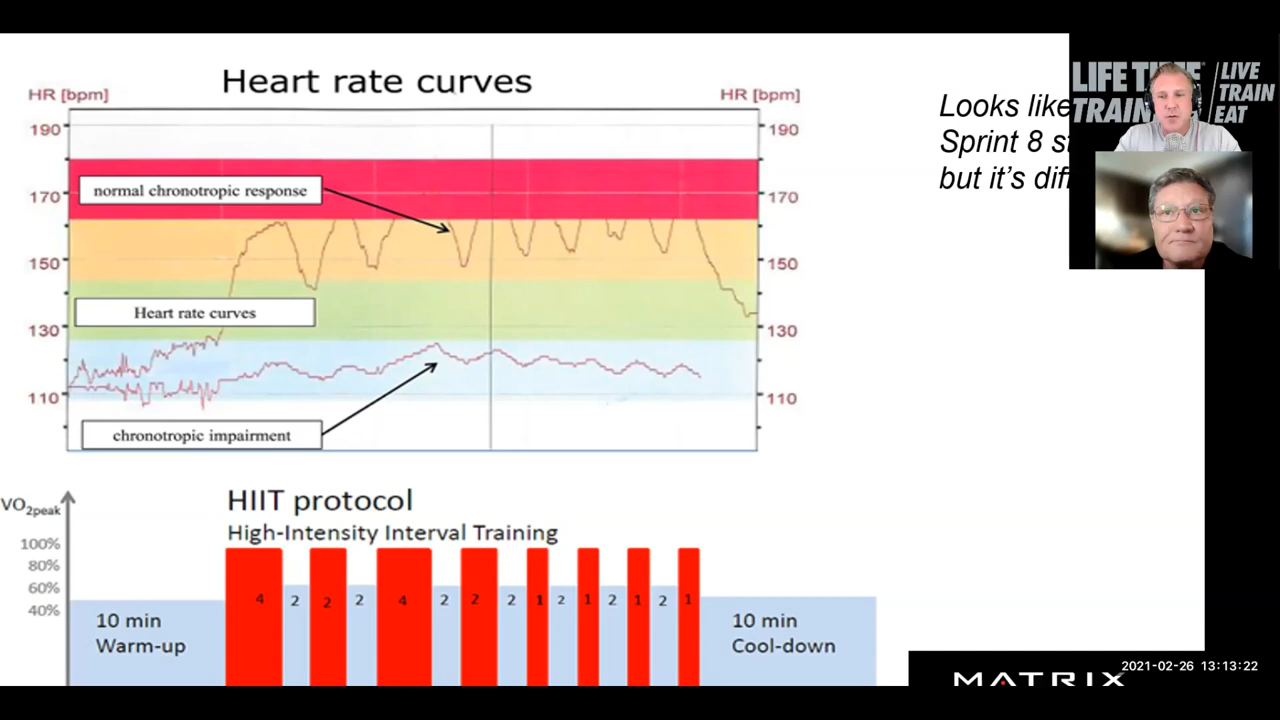 Heart rate curves
HR [bpm]
HR [bpm]
190
190
normal chronotropic response
170
170
150
150
Heart rate curves
130
130
110
110
chronotropic impairment
Looks like
Sprint 8
but it's
LIFE TIME
TRAINING
LIVE
TRAIN
EAT
VO2peak
HIIT protocol
High-Intensity Interval Training
100%
80%
60%
40%
4 2 2 2 4 2 2 2 1 2 1 2 1 2 1
10 min
Warm-up
10 min
Cool-down
2021-02-26 13:13:22
MATRIX